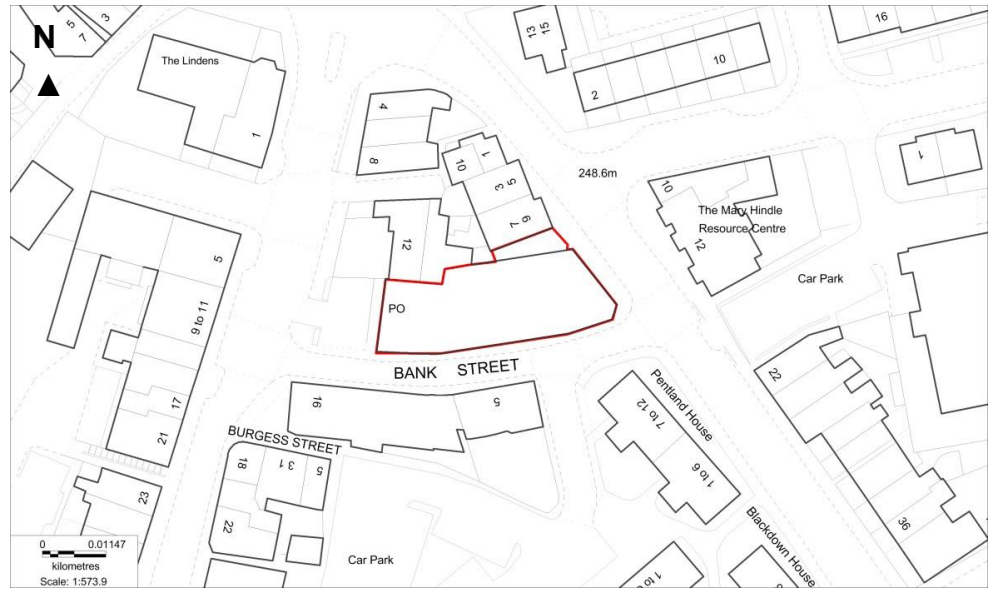 5
7
3
N
The Lindens
1
4
8
13
15
2
10
16
10
1
3
5
7
9
248.6m
1
10
12
The Mary Hindle
Resource Centre
Car Park
12
5
9 to 11
PO
BANK STREET
17
21
16
5
22
Pentland House
7 to 12
1 to 6
BURGESS STREET
18
3 1
5
22
23
36
Blackdown House
Car Park
0 0.01147
kilometres
Scale: 1:573.9